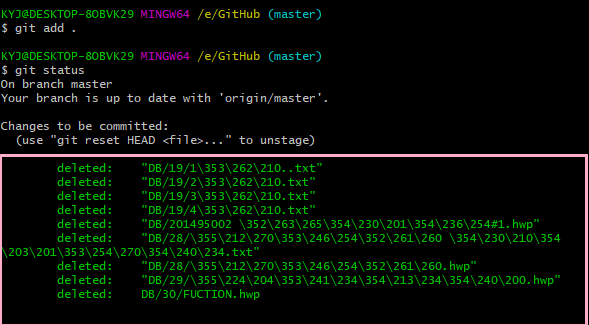 KYJ@DESKTOP-8OBVK29 MINGW64 /e/GitHub (master)
$ git add .
KYJ@DESKTOP-8OBVK29 MINGW64 /e/GitHub (master)
$ git status
On branch master
Your branch is up to date with 'origin/master'.
Changes to be committed:
(use "git reset HEAD <file>..." to unstage)
deleted: "DB/19/1\353\262\210..txt"
deleted: "DB/19/2\353\262\210.txt"
deleted: "DB/19/3\353\262\210.txt"
deleted: "DB/19/4\353\262\210.txt"
deleted: "DB/201495002 \352\263\265\354\230\201\354\236\254#1.hwp"
deleted: "DB/28/\355\212\270\353\246\254\352\261\260 \354\230\210\354
\203\201\353\254\270\354\240\234.txt"
deleted: "DB/28/\355\212\270\353\246\254\352\261\260.hwp"
deleted: "DB/29/\355\224\204\353\241\234\354\213\234\354\240\200.hwp"
deleted: DB/30/FUCTION.hwp